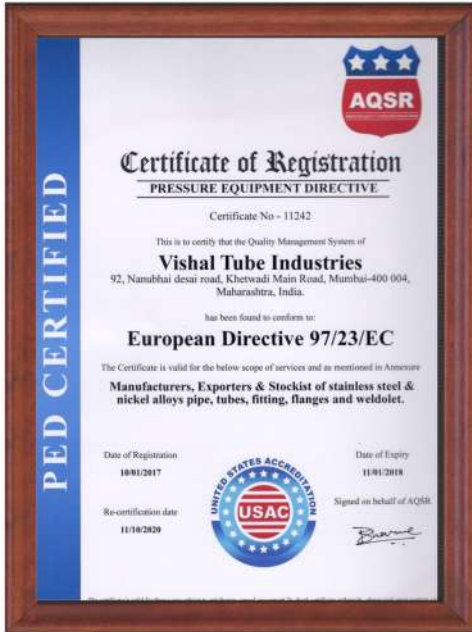 AQSR
Certificate of Registration
PRESSURE EQUIPMENT DIRECTIVE
Certificate No - 11242
This is to certify that the Quality Management System of
Vishal Tube Industries
92, Nanubhai desai road, Khetwadi Main Road, Mumbai-400 004,
Maharashtra, India.
has been found to conform to:
European Directive 97/23/EC
The Certificate is valid for the below scope of services and as mentioned in Annexure
Manufacturers, Exporters & Stockist of stainless steel &
nickel alloys pipe, tubes, fitting, flanges and weldolet.
PED CERTIFIED
Date of Registration
10/01/2017
Date of Expiry
11/01/2018
Re-certification date
11/10/2020
UNITED STATES ACCREDITATION
USAC
Signed on behalf of AQSR